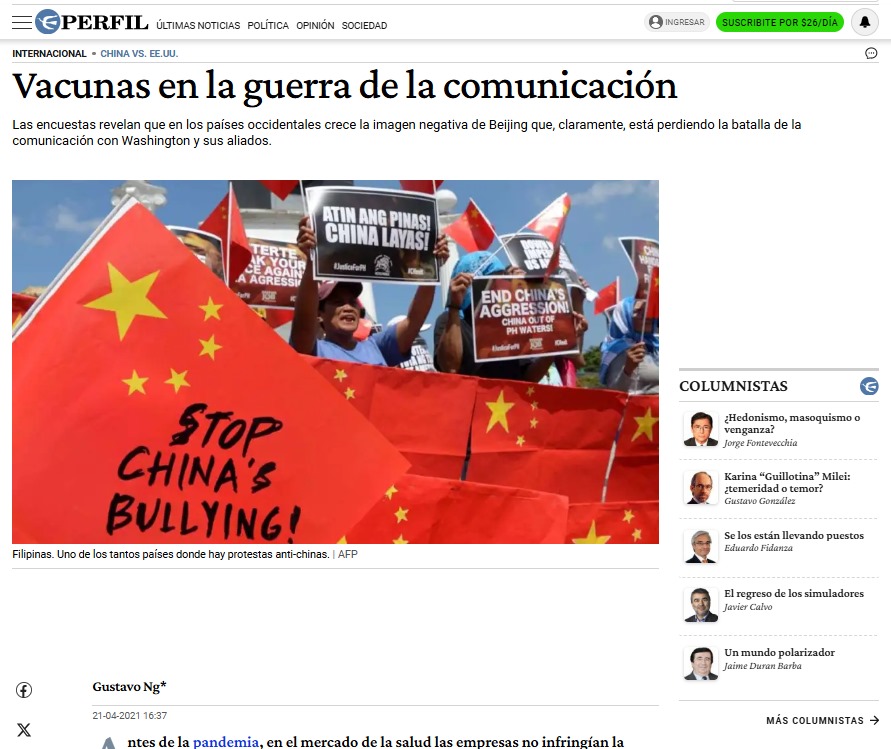 PERFIL
ÚLTIMAS NOTICIAS POLÍTICA OPINIÓN SOCIEDAD
INGRESAR
SUSCRIBITE POR $26/DÍA
INTERNACIONAL • CHINA VS. EE.UU.
Vacunas en la guerra de la comunicación
Las encuestas revelan que en los países occidentales crece la imagen negativa de Beijing que, claramente, está perdiendo la batalla de la
comunicación con Washington y sus aliados.
ATIN ANG PINAS!
CHINA LAYAS!
#JusticeForPH
END CHINA'S
AGGRESSION!
CHINA OUT OF
PH WATERS!
#JusticeForPH
STOP
CHINA'S
BULLYING!
Filipinas. Uno de los tantos países donde hay protestas anti-chinas. | AFP
COLUMNISTAS
¿Hedonismo, masoquismo o
venganza?
Jorge Fontevecchia
Karina “Guillotina” Milei:
¿temeridad o temor?
Gustavo González
Se los están llevando puestos
Eduardo Fidanza
El regreso de los simuladores
Javier Calvo
Un mundo polarizador
Jaime Duran Barba
MÁS COLUMNISTAS
Gustavo Ng*
21-04-2021 16:37
Antes de la pandemia, en el mercado de la salud las empresas no infringían la